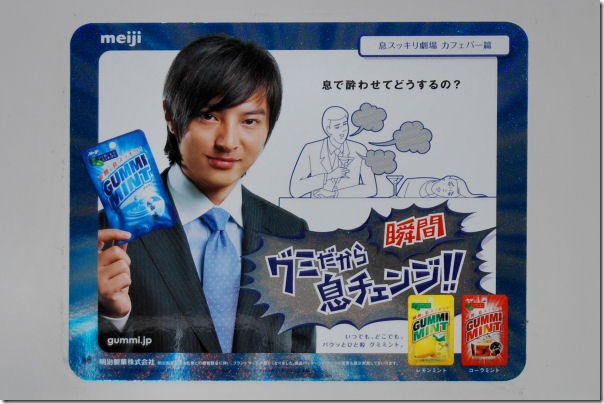 meiji
息スッキリ劇場 カフェバー篇
息で酔わせてどうするの？
GUMMI
MINT
瞬間
グミだから
息チェンジ!!
いつでも、どこでも、
パクッとひと粒 グミミント。
GUMMI
MINT
GUMMI
MINT
レモンミント
コーラミント
gummi.jp
明治製菓株式会社